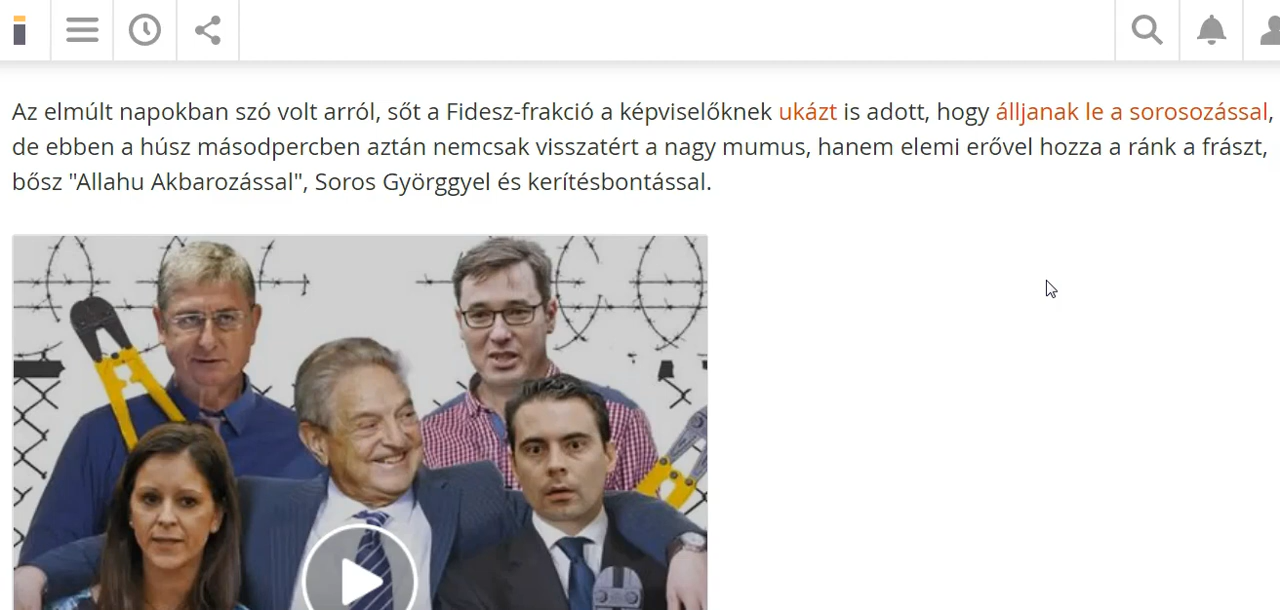 Az elmúlt napokban szó volt arról, sőt a Fidesz-frakció a képviselőknek ukázt is adott, hogy álljanak le a sorosozással,
de ebben a húsz másodpercben aztán nemcsak visszatért a nagy mumus, hanem elemi erővel hozza a ránk a frászt,
bősz "Allahu Akbarozással", Soros Györggyel és kerítésbontással.